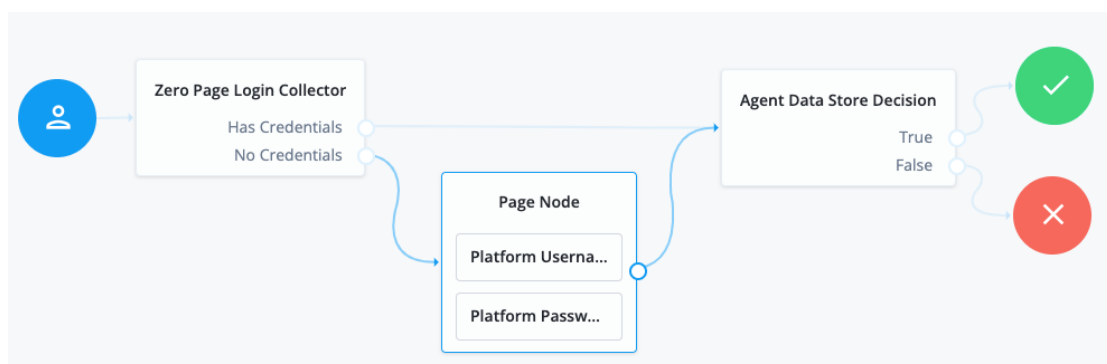 Zero Page Login Collector
Has Credentials
No Credentials
Page Node
Platform Userna...
Platform Passw...
Agent Data Store Decision
True
False